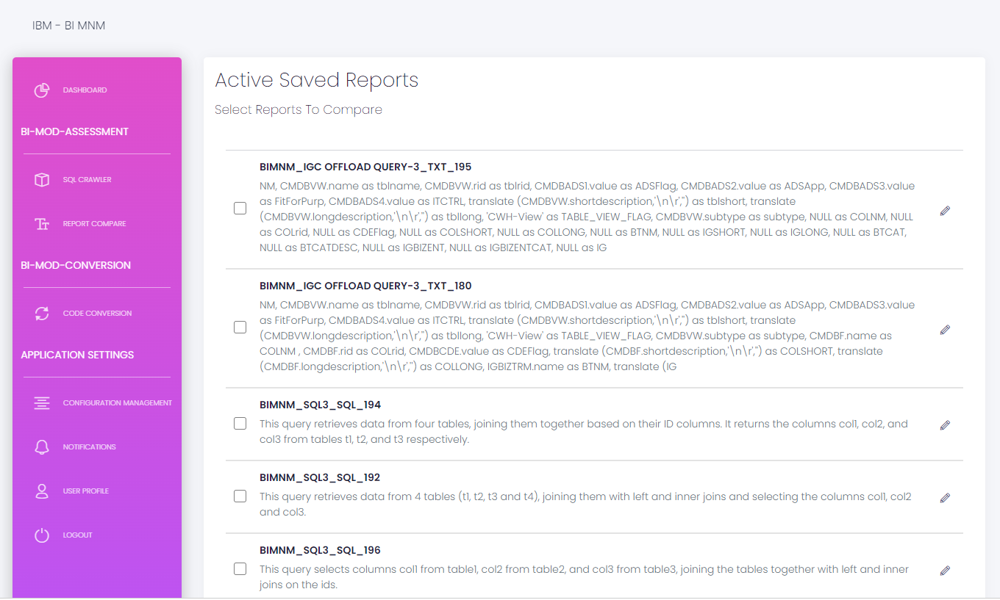 IBM - BI MNM
DASHBOARD
BI-MOD-ASSESSMENT
SQL CRAWLER
REPORT COMPARE
BI-MOD-CONVERSION
CODE CONVERSION
APPLICATION SETTINGS
CONFIGURATION MANAGEMENT
NOTIFICATIONS
USER PROFILE
LOGOUT
Active Saved Reports
Select Reports To Compare
BIMNM_IGC OFFLOAD QUERY-3_TXT_195
NM, CMDBVW.name as tblname, CMDBVW.rid as tblrid, CMDBADS1.value as ADSFlag, CMDBADS2.value as ADSApp, CMDBADS3.value
as FitForPurp, CMDBADS4.value as ITCTRL, translate (CMDBVW.shortdescription,'\n\r','') as tblshort, translate
(CMDBVW.longdescription,'\n\r','') as tbllong, 'CWH-View' as TABLE_VIEW_FLAG, CMDBVW.subtype as subtype, NULL as COLNM, NULL
as COLrid, NULL as CDEFlag, NULL as COLSHORT, NULL as COLLONG, NULL as BTNM, NULL as IGSHORT, NULL as IGLONG, NULL as BTCAT,
NULL as BTCATDESC, NULL as IGBIZENT, NULL as IGBIZENTCAT, NULL as IG
BIMNM_IGC OFFLOAD QUERY-3_TXT_180
NM, CMDBVW.name as tblname, CMDBVW.rid as tblrid, CMDBADS1.value as ADSFlag, CMDBADS2.value as ADSApp, CMDBADS3.value
as FitForPurp, CMDBADS4.value as ITCTRL, translate (CMDBVW.shortdescription,'\n\r','') as tblshort, translate
(CMDBVW.longdescription,'\n\r','') as tbllong, 'CWH-View' as TABLE_VIEW_FLAG, CMDBVW.subtype as subtype, CMDBF.name as
COLNM , CMDBF.rid as COLrid, CMDBCDE.value as CDEFlag, translate (CMDBF.shortdescription,'\n\r','') as COLSHORT, translate
(CMDBF.longdescription,'\n\r','') as COLLONG, IGBIZTRM.name as BTNM, translate (IG
BIMNM_SQL3_SQL_194
This query retrieves data from four tables, joining them together based on their ID columns. It returns the columns col1, col2, and
col3 from tables t1, t2, and t3 respectively.
BIMNM_SQL3_SQL_192
This query retrieves data from 4 tables (t1, t2, t3 and t4), joining them with left and inner joins and selecting the columns col1, col2
and col3.
BIMNM_SQL3_SQL_196
This query selects columns col1 from table1, col2 from table2, and col3 from table3, joining the tables together with left and inner
joins on the ids.